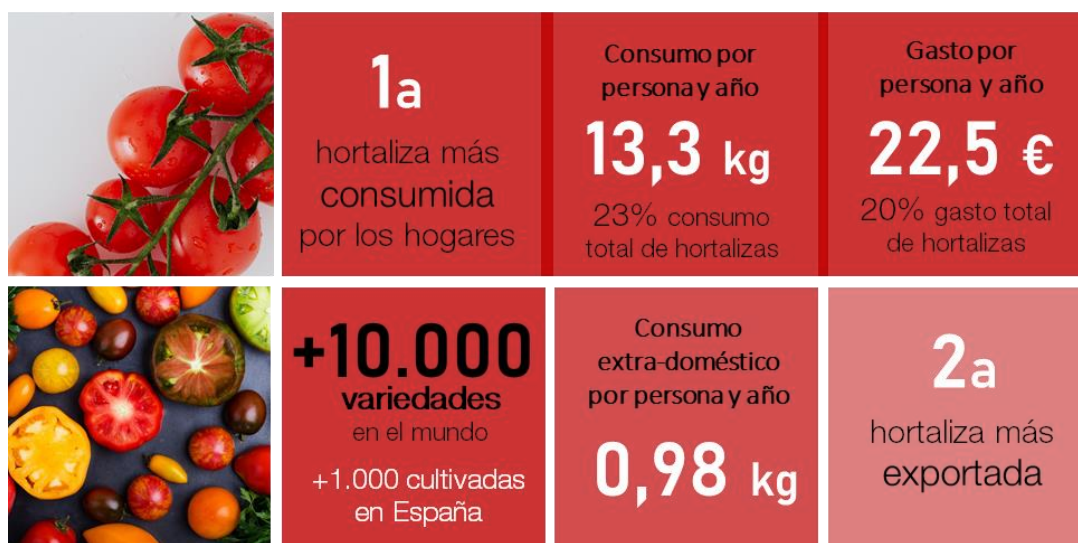 1a
hortaliza más
consumida
por los hogares
Consumo por
persona y año
13,3 kg
23% consumo
total de hortalizas
Gasto por
persona y año
22,5 €
20% gasto total
de hortalizas
+10.000
variedades
en el mundo
+1.000 cultivadas
en España
Consumo
extra-doméstico
por persona y año
0,98 kg
2a
hortaliza más
exportada